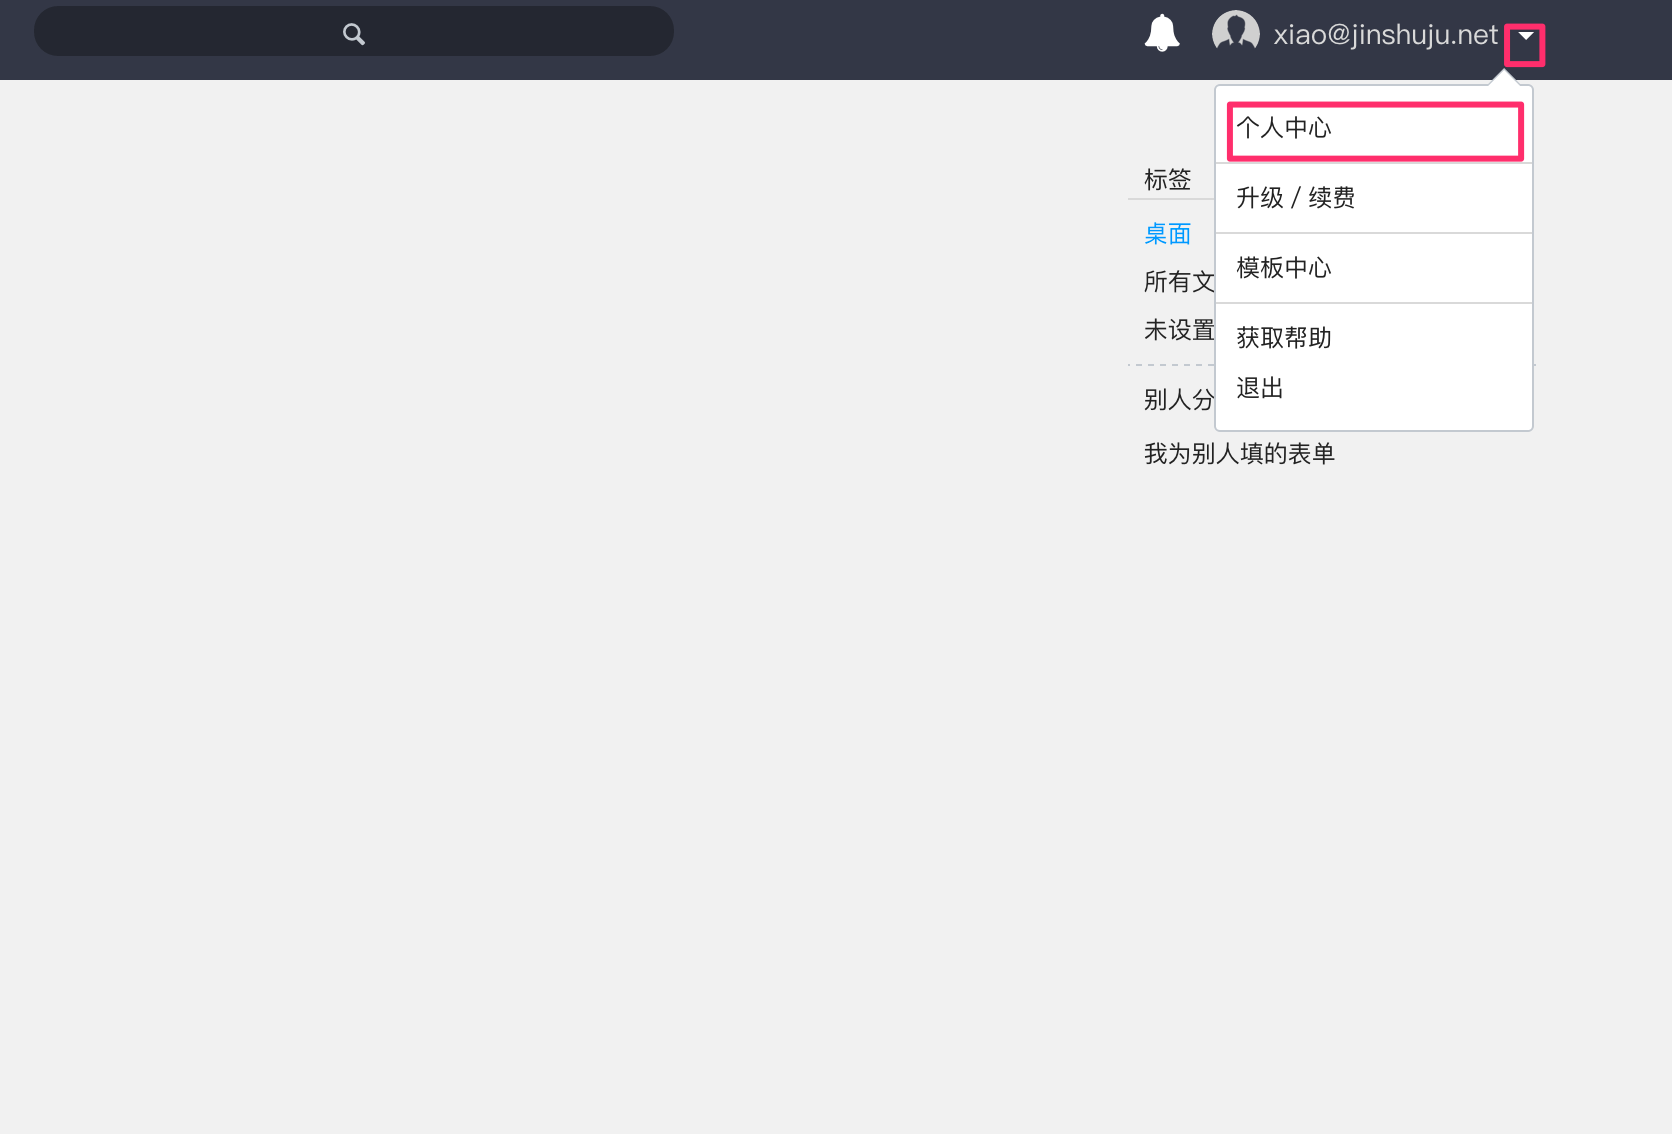 xiao@jinshuju.net
个人中心
升级 / 续费
模板中心
获取帮助
退出
标签
桌面
所有文
未设置
别人分
我为别人填的表单